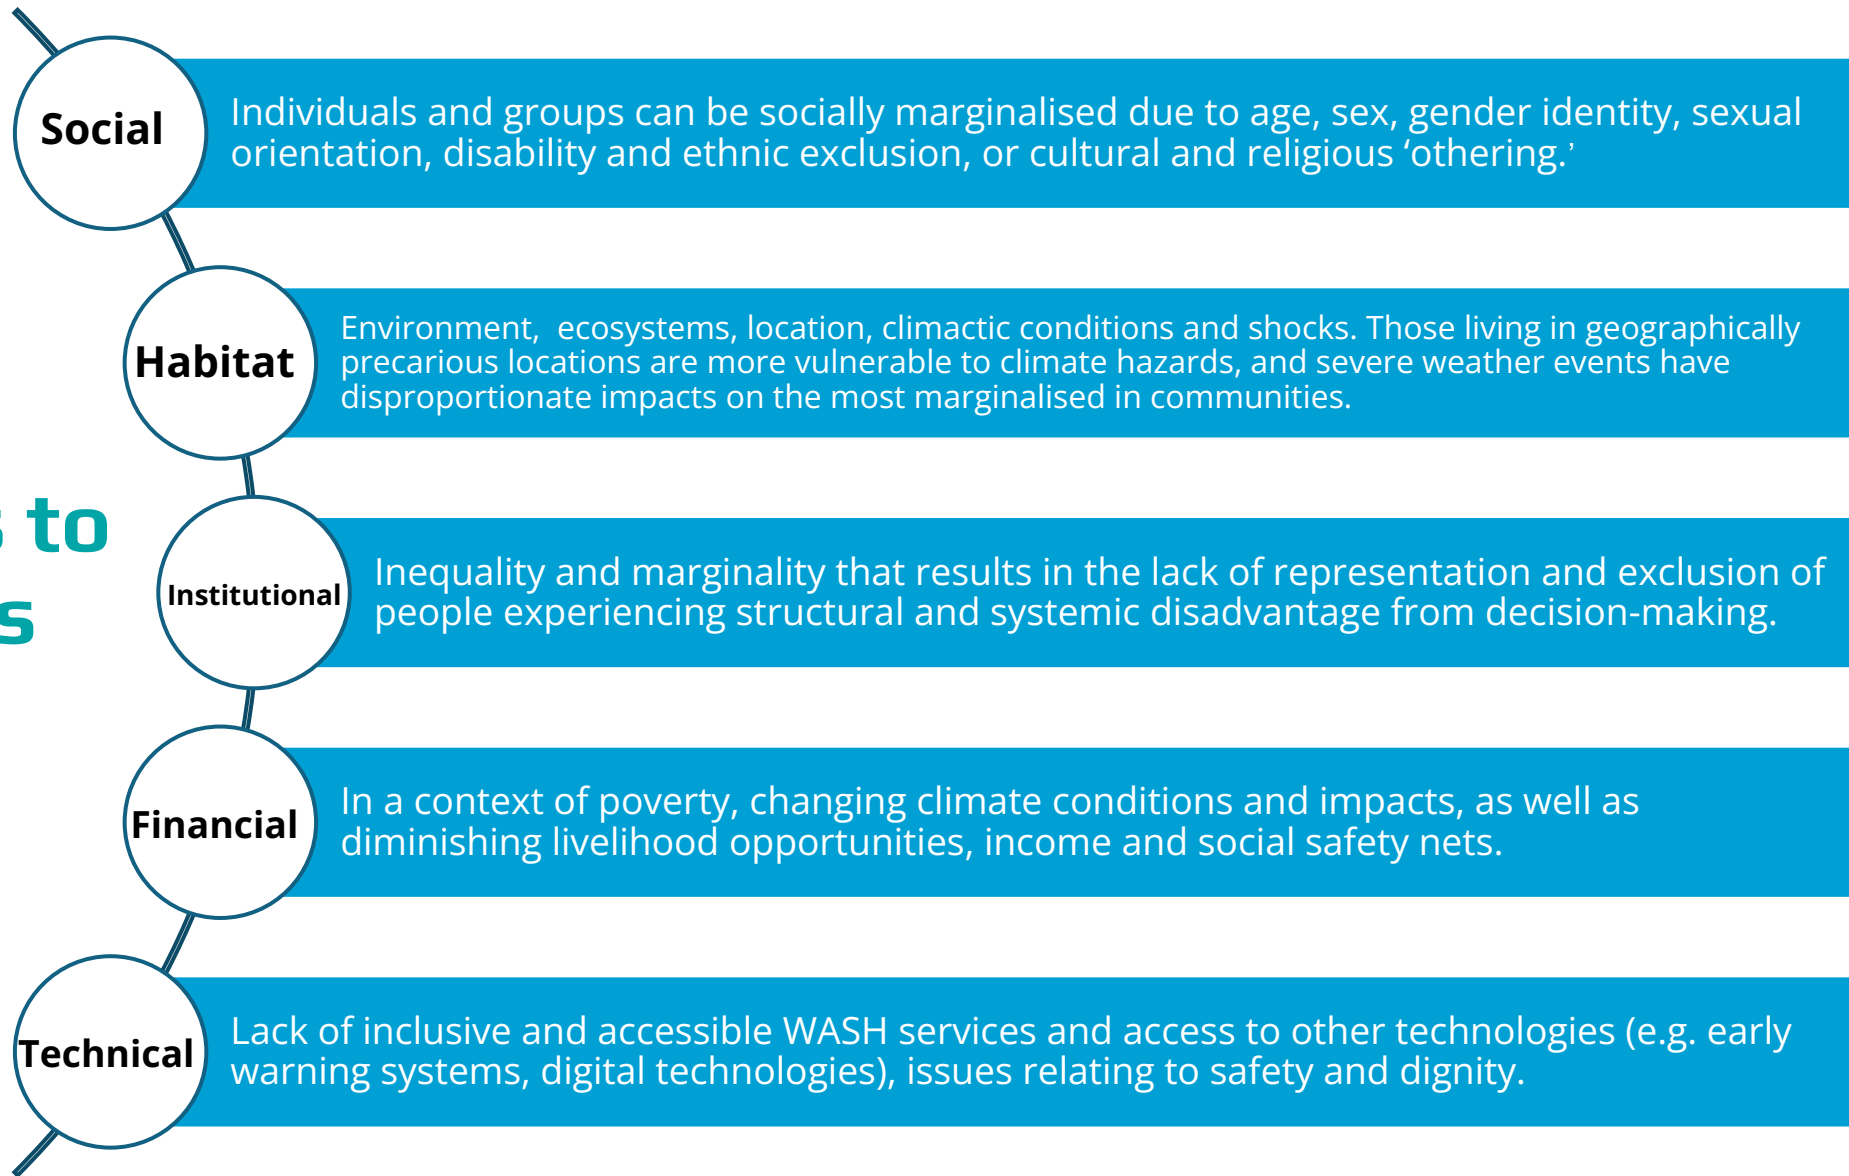 Social
Individuals and groups can be socially marginalised due to age, sex, gender identity, sexual
orientation, disability and ethnic exclusion, or cultural and religious ‘othering.’
Habitat
Environment,  ecosystems, location, climactic conditions and shocks. Those living in geographically
precarious locations are more vulnerable to climate hazards, and severe weather events have
disproportionate impacts on the most marginalised in communities.
to
Institutional
Inequality and marginality that results in the lack of representation and exclusion of
people experiencing structural and systemic disadvantage from decision-making.
Financial
In a context of poverty, changing climate conditions and impacts, as well as
diminishing livelihood opportunities, income and social safety nets.
Technical
Lack of inclusive and accessible WASH services and access to other technologies (e.g. early
warning systems, digital technologies), issues relating to safety and dignity.